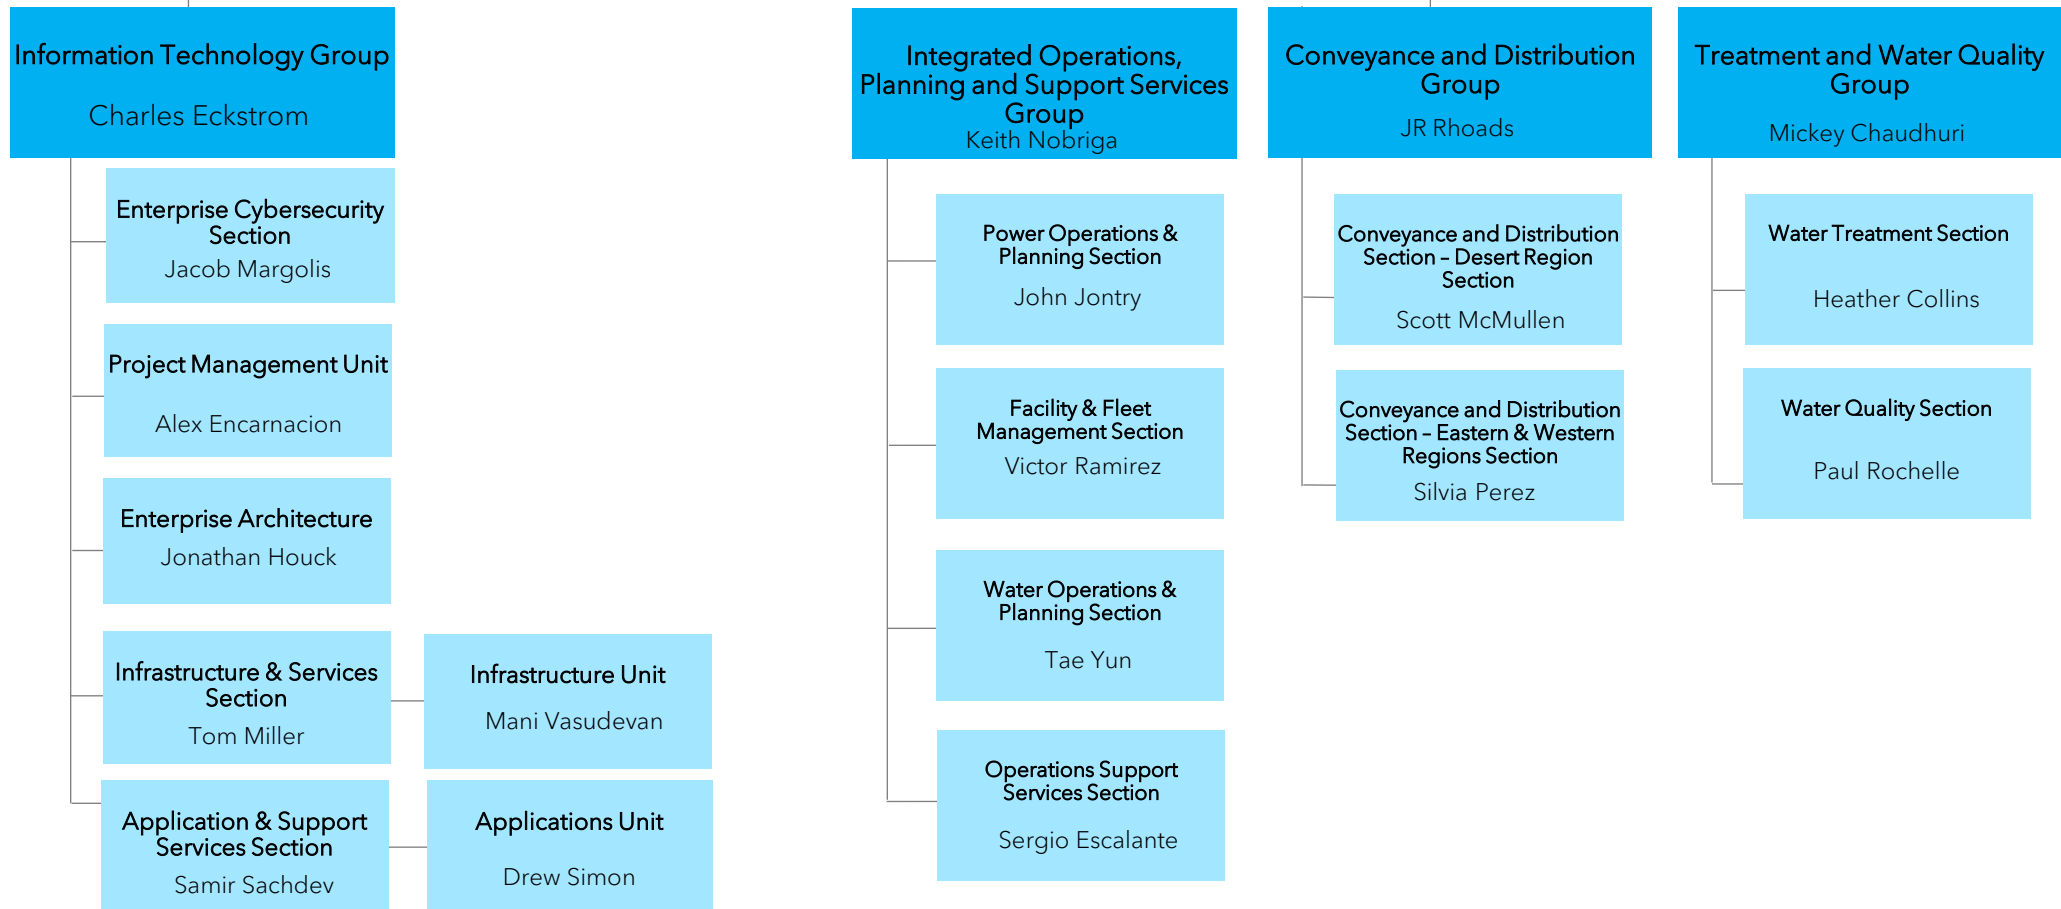 Information Technology Group
Charles Eckstrom
Enterprise Cybersecurity
Section
Jacob Margolis
Project Management Unit
Alex Encarnacion
Enterprise Architecture
Jonathan Houck
Infrastructure & Services
Section
Tom Miller
Infrastructure Unit
Mani Vasudevan
Application & Support
Services Section
Samir Sachdev
Applications Unit
Drew Simon
Integrated Operations,
Planning and Support Services
Group
Keith Nobriga
Power Operations &
Planning Section
John Jontry
Facility & Fleet
Management Section
Victor Ramirez
Water Operations &
Planning Section
Tae Yun
Operations Support
Services Section
Sergio Escalante
Conveyance and Distribution
Group
JR Rhoads
Conveyance and Distribution
Section – Desert Region
Section
Scott McMullen
Conveyance and Distribution
Section – Eastern & Western
Regions Section
Silvia Perez
Treatment and Water Quality
Group
Mickey Chaudhuri
Water Treatment Section
Heather Collins
Water Quality Section
Paul Rochelle